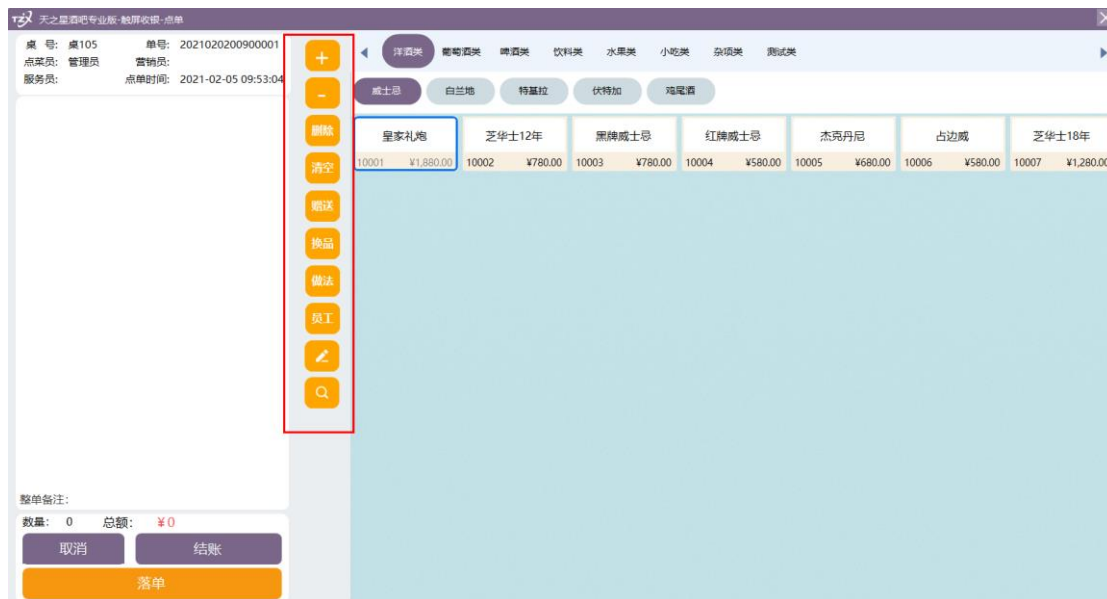 TZX 天之星酒吧专业版-触屏收银-点单
桌 号: 桌105 单号: 2021020200900001
点菜员: 管理员 营销员:
服务员: 点单时间: 2021-02-05 09:53:04
+
-
删除
清空
赠送
换品
做法
员工
洋酒类 葡萄酒类 啤酒类 饮料类 水果类 小吃类 杂项类 测试类
威士忌 白兰地 特基拉 伏特加 鸡尾酒
皇家礼炮 芝华士12年 黑牌威士忌 红牌威士忌 杰克丹尼 占边威 芝华士18年
10001 ¥1,880.00 10002 ¥780.00 10003 ¥780.00 10004 ¥580.00 10005 ¥680.00 10006 ¥580.00 10007 ¥1,280.00
整单备注:
数量: 0 总额: ¥0
取消 结账
落单